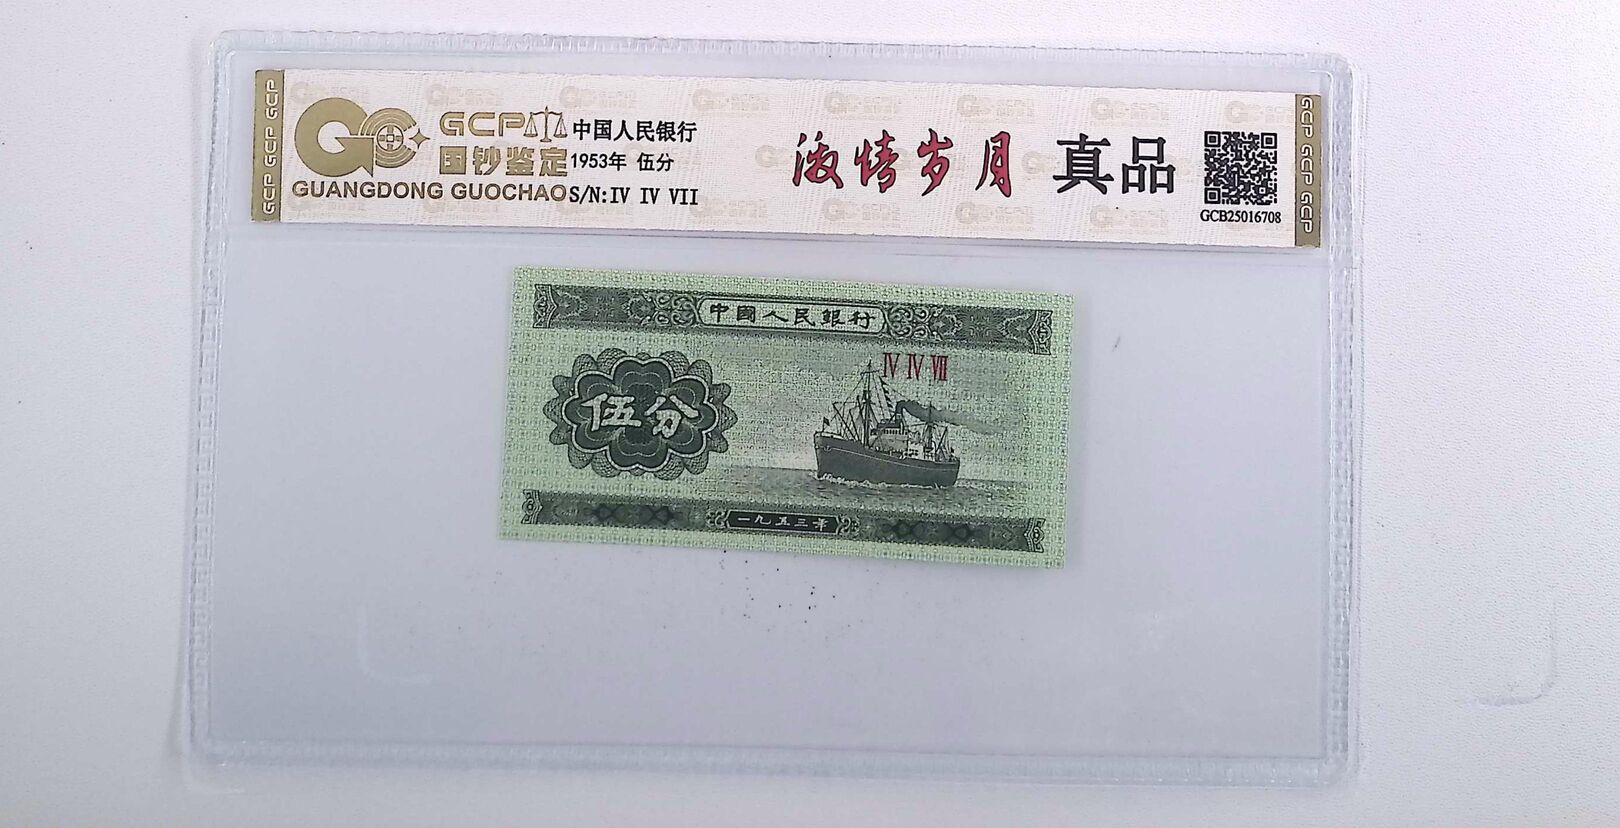 GCP GCP GCP
GCP
国钞鉴定
GUANGDONG GUOCHAO
中国人民银行
1953年 伍分
S/N:IV IV VII
激情岁月 真品
GCB25016708
GCP GCP GCP
中國人民銀行
IV IV VII
伍分
一九五三年